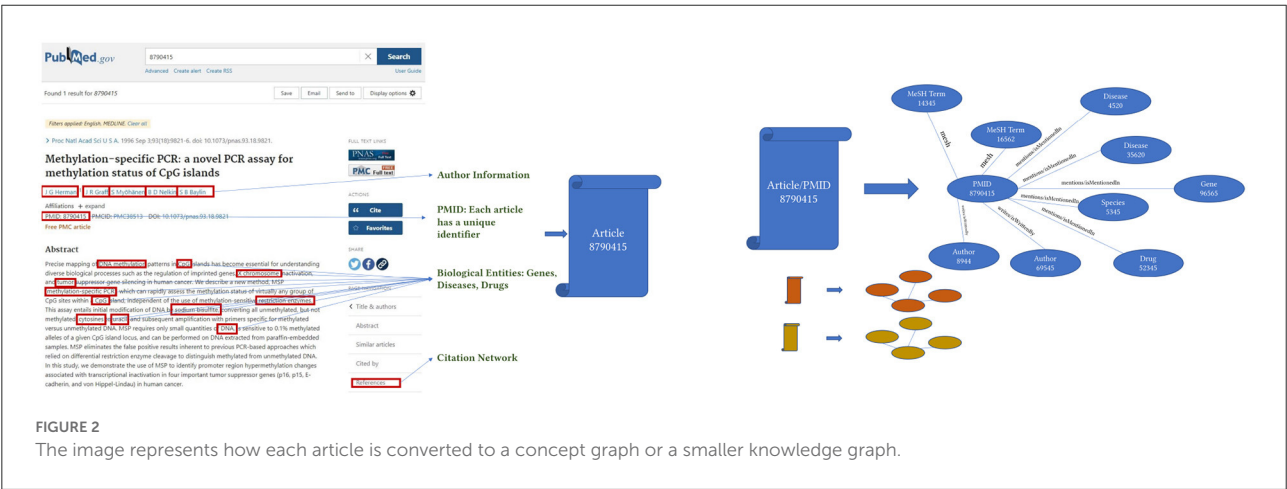 PubMed.gov
8790415
Search
Advanced Create alert Create RSS
User Guide
Found 1 result for 8790415
Save Email Send to Display options
Filters applied: English, MEDLINE. Clear all
> Proc Natl Acad Sci U S A. 1996 Sep 3;93(18):9821-6. doi: 10.1073/pnas.93.18.9821.
Methylation-specific PCR: a novel PCR assay for
methylation status of CpG islands
J G Herman, J R Graff, S Myöhänen, B D Nelkin, S B Baylin
Affiliations + expand
PMID: 8790415 PMCID: PMC38513 DOI: 10.1073/pnas.93.18.9821
Free PMC article
Abstract
Precise mapping of DNA methylation patterns in CpG islands has become essential for understanding
diverse biological processes such as the regulation of imprinted genes, X chromosome inactivation,
and tumor suppressor gene silencing in human cancer. We describe a new method, MSP
(methylation-specific PCR), which can rapidly assess the methylation status of virtually any group of
CpG sites within a CpG island, independent of the use of methylation-sensitive restriction enzymes.
This assay entails initial modification of DNA by sodium bisulfite, converting all unmethylated, but not
methylated, cytosines to uracil, and subsequent amplification with primers specific for methylated
versus unmethylated DNA. MSP requires only small quantities of DNA, is sensitive to 0.1% methylated
alleles of a given CpG island locus, and can be performed on DNA extracted from paraffin-embedded
samples. MSP eliminates the false positive results inherent to previous PCR-based approaches which
relied on differential restriction enzyme cleavage to distinguish methylated from unmethylated DNA.
In this study, we demonstrate the use of MSP to identify promoter region hypermethylation changes
associated with transcriptional inactivation in four important tumor suppressor genes (p16, p15, E-
cadherin, and von Hippel-Lindau) in human cancer.
FULL TEXT LINKS
PNAS
PMC Full text
FREE
ACTIONS
Cite
Favorites
SHARE
PAGE NAVIGATION
Title & authors
Abstract
Similar articles
Cited by
References
Author Information
PMID: Each article
has a unique
identifier
Biological Entities: Genes,
Diseases, Drugs
Citation Network
Article
8790415
Article/PMID
8790415
MeSH Term
14345
MeSH Term
16562
Disease
4520
Disease
35620
PMID
8790415
Gene
96565
Species
5345
Author
8944
Author
69545
Drug
52345
mesh
mesh
mentions/isMentionedIn
mentions/isMentionedIn
mentions/isMentionedIn
mentions/isMentionedIn
mentions/isMentionedIn
writes/isWrittenBy
FIGURE 2
The image represents how each article is converted to a concept graph or a smaller knowledge graph.